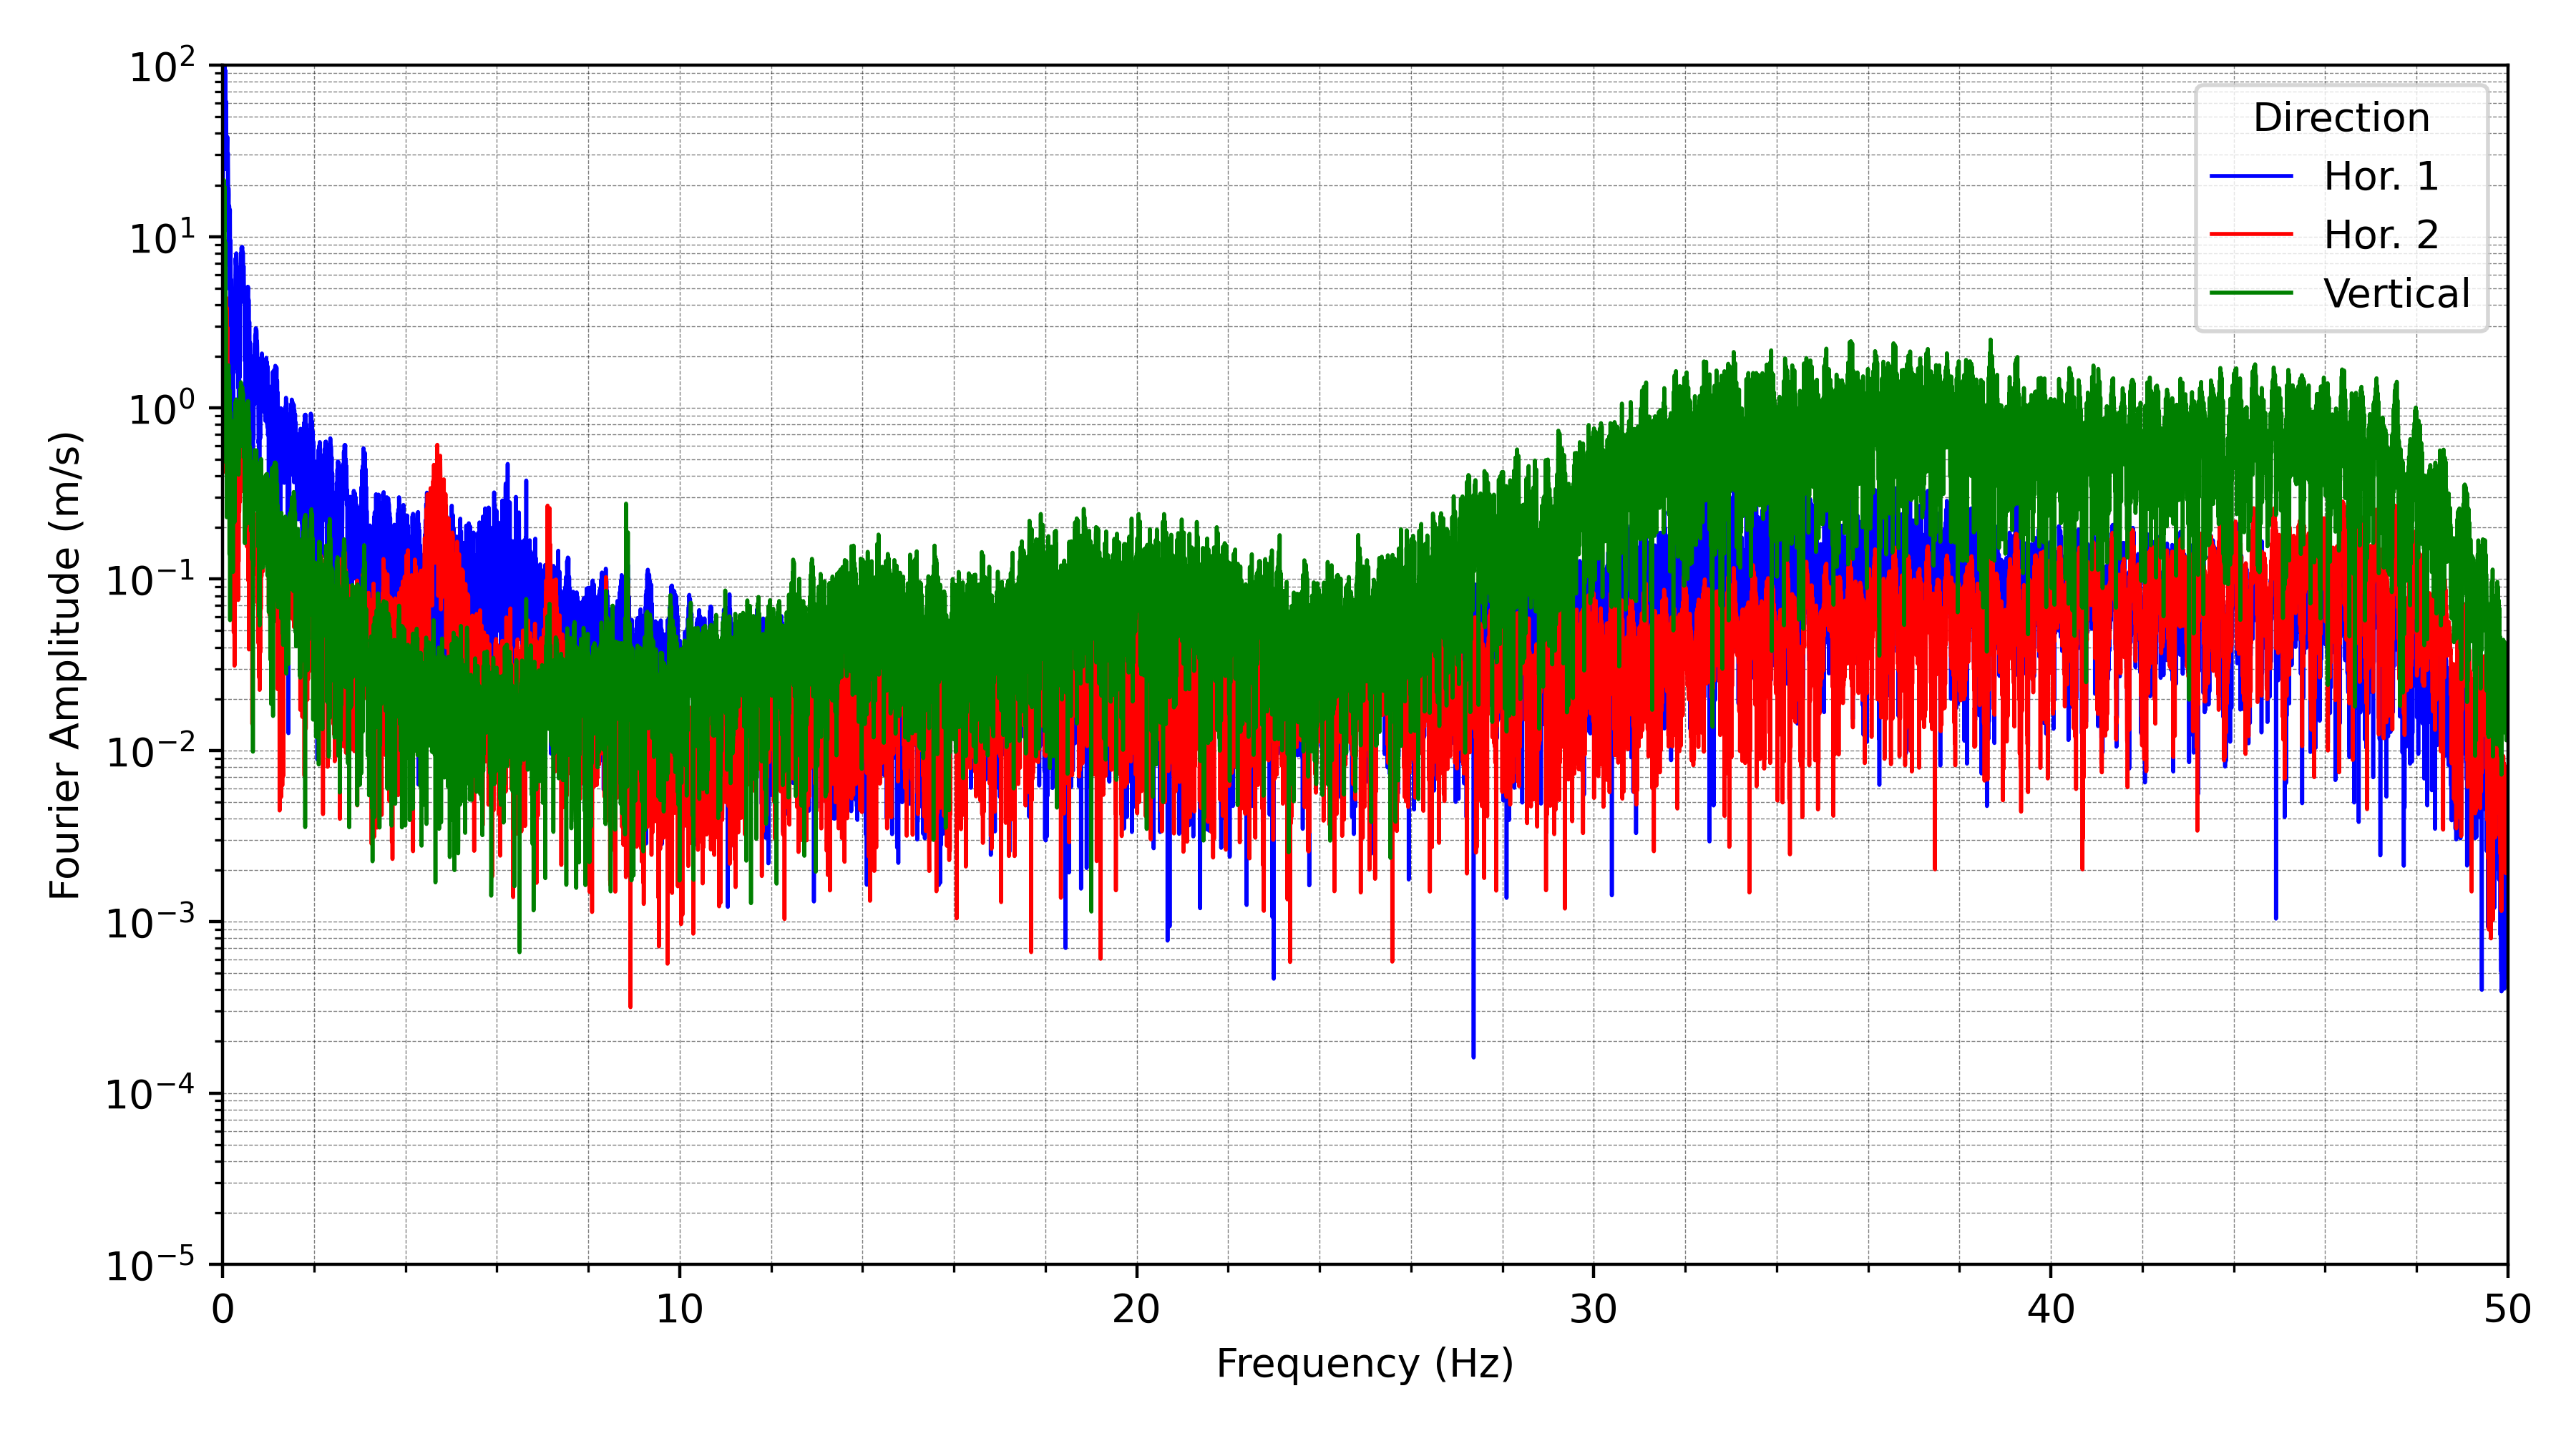 10²
10¹
10⁰
10⁻¹
10⁻²
10⁻³
10⁻⁴
10⁻⁵
Fourier Amplitude (m/s)
0 10 20 30 40 50
Frequency (Hz)
Direction
Hor. 1
Hor. 2
Vertical